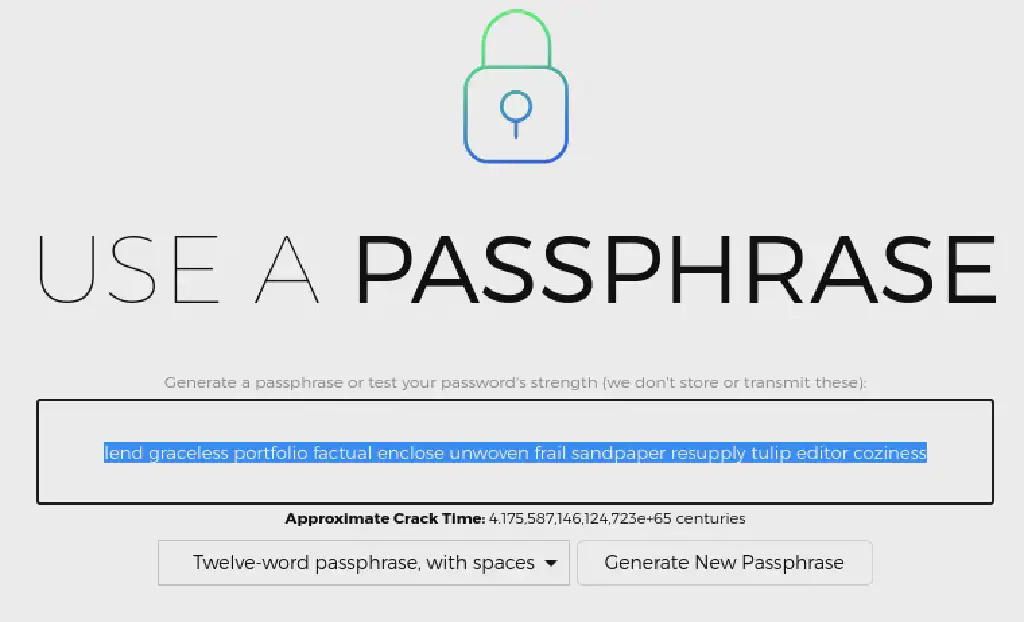 USE A PASSPHRASE
Generate a passphrase or test your password's strength (we don't store or transmit these):
lend graceless portfolio factual enclose unwoven frail sandpaper resupply tulip editor coziness
Approximate Crack Time: 4.175,587,146,124,723e+65 centuries
Twelve-word passphrase, with spaces
Generate New Passphrase